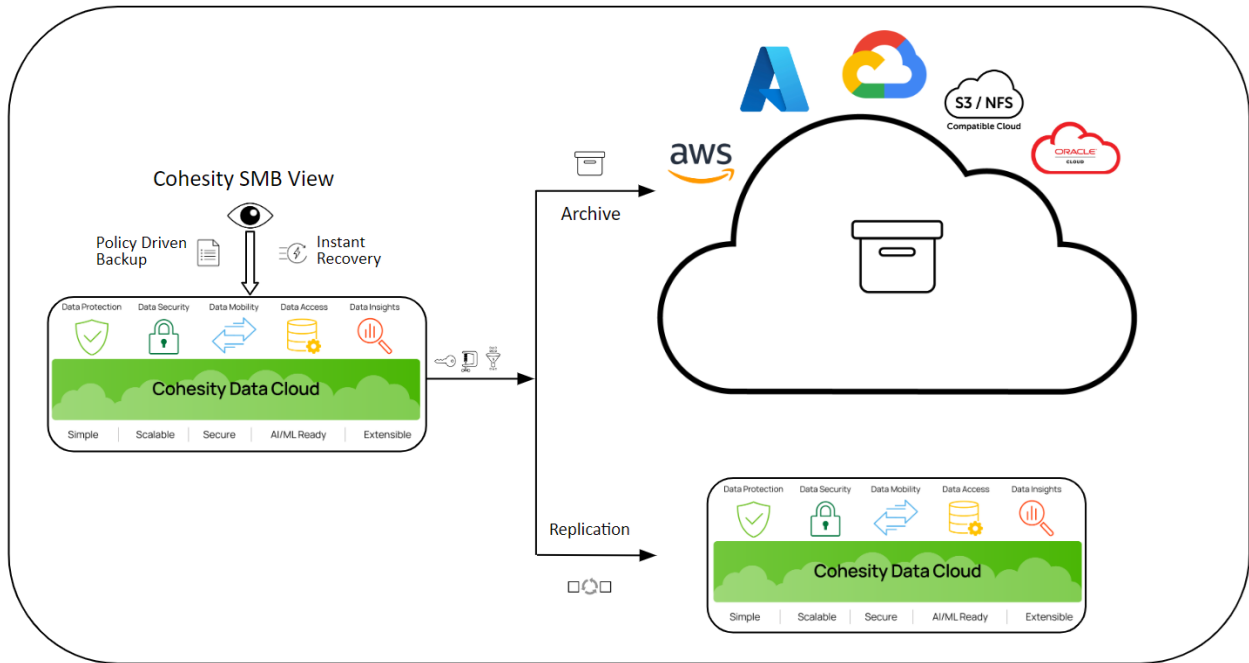 Cohesity SMB View
Policy Driven
Backup
Instant
Recovery
Data Protection
Data Security
Data Mobility
Data Access
Data Insights
Cohesity Data Cloud
Simple
Scalable
Secure
AI/ML Ready
Extensible
Archive
aws
S3 / NFS
Compatible Cloud
ORACLE
CLOUD
Replication
Data Protection
Data Security
Data Mobility
Data Access
Data Insights
Cohesity Data Cloud
Simple
Scalable
Secure
AI/ML Ready
Extensible